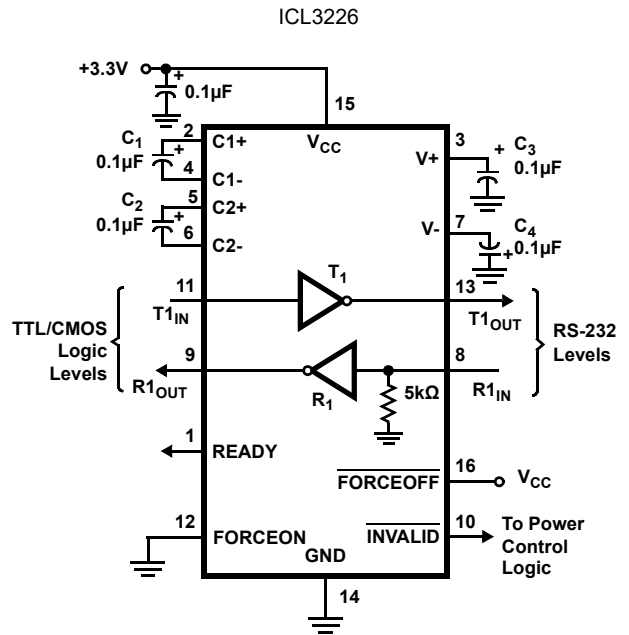 ICL3226
+3.3V
+
0.1µF
15
2
C1+
VCC
3
V+
+
C3
0.1µF
C1
0.1µF
+
4
C1-
C2
0.1µF
5
C2+
+
6
C2-
7
V-
C4
0.1µF
+
T1
11
T1IN
13
T1OUT
TTL/CMOS
Logic
Levels
RS-232
Levels
9
R1OUT
R1
5kΩ
8
R1IN
1
READY
16
FORCEOFF
VCC
12
FORCEON
10
INVALID
To Power
Control
Logic
GND
14